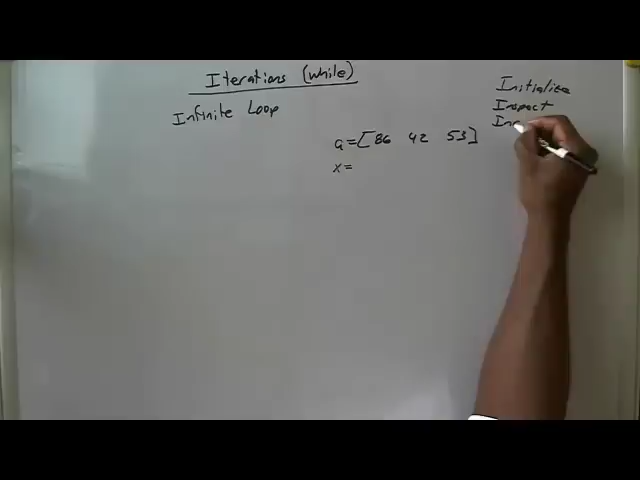 Iterations (while)
Infinite Loop
Initialize
Inspect
a=[86 42 53]
x=